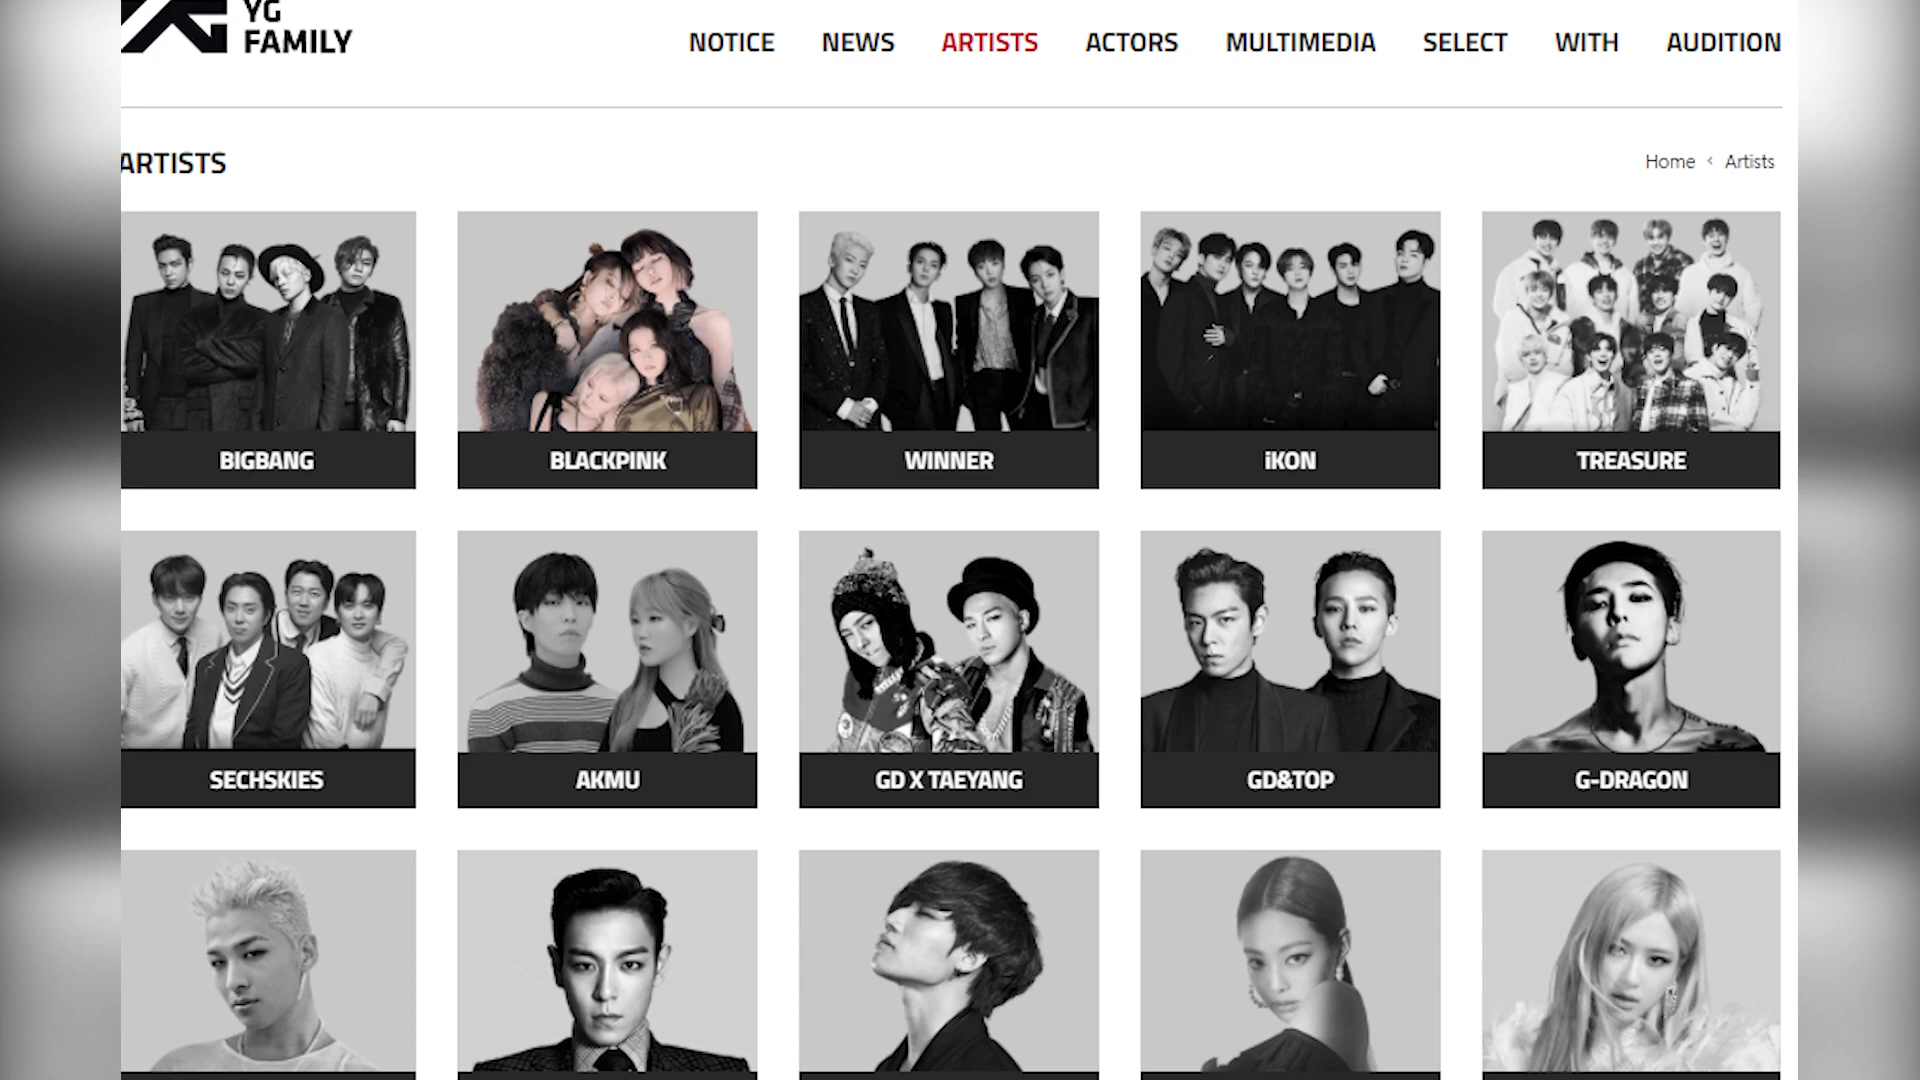 YG
FAMILY
NOTICE NEWS ARTISTS ACTORS MULTIMEDIA SELECT WITH AUDITION
ARTISTS
Home < Artists
BIGBANG BLACKPINK WINNER iKON TREASURE
SECHSKIES AKMU GD X TAEYANG GD&TOP G-DRAGON